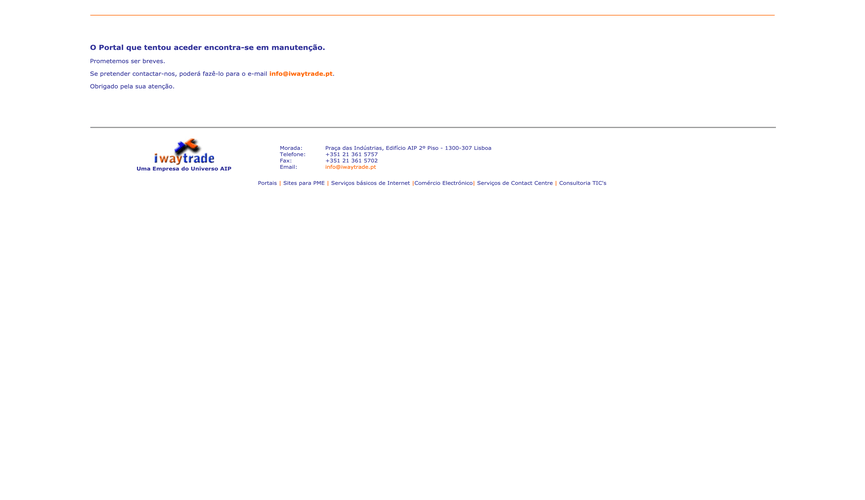 O Portal que tentou aceder encontra-se em manutenção.
Prometemos ser breves.
Se pretender contactar-nos, poderá fazê-lo para o e-mail info@iwaytrade.pt.
Obrigado pela sua atenção.
iwaytrade
Uma Empresa do Universo AIP
Morada: Praça das Indústrias, Edifício AIP 2º Piso - 1300-307 Lisboa
Telefone: +351 21 361 5757
Fax: +351 21 361 5702
Email: info@iwaytrade.pt
Portais | Sites para PME | Serviços básicos de Internet |Comércio Electrónico| Serviços de Contact Centre | Consultoria TIC's